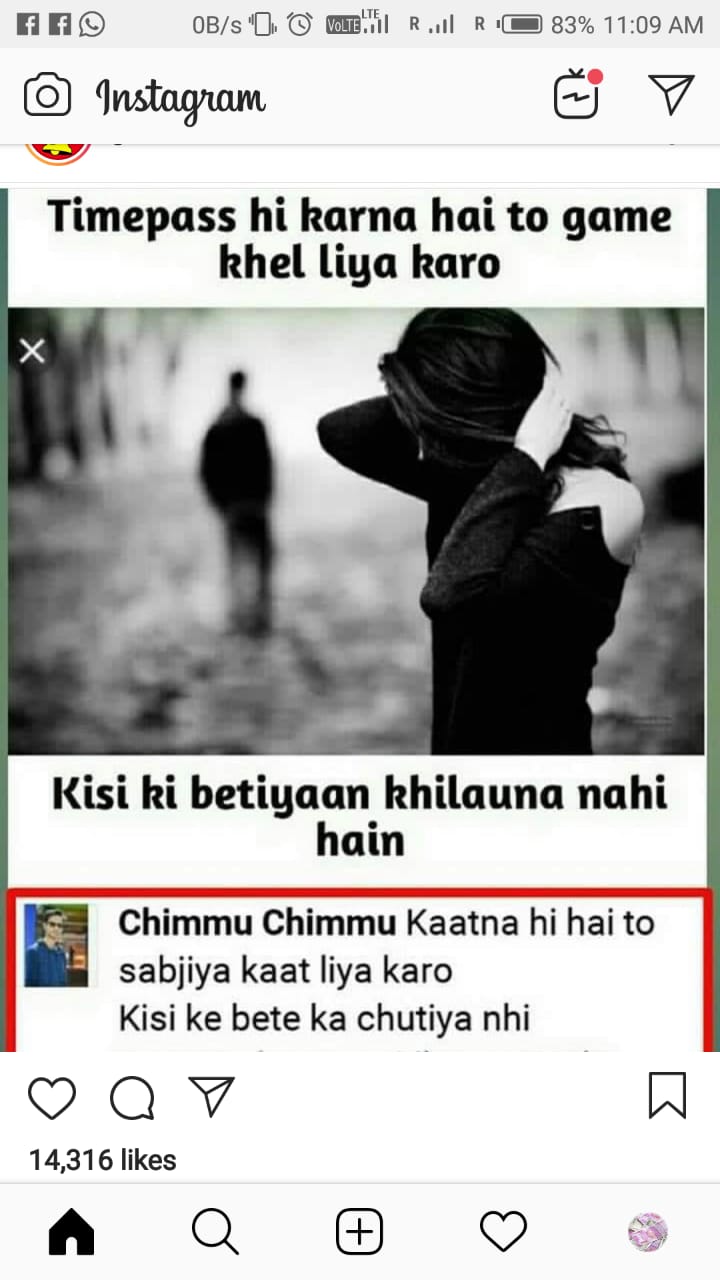 0B/s VoLTE LTE R R 83% 11:09 AM
Instagram
Timepass hi karna hai to game
khel liya karo
Kisi ki betiyaan khilauna nahi
hain
Chimmu Chimmu Kaatna hi hai to
sabjiya kaat liya karo
Kisi ke bete ka chutiya nhi
14,316 likes